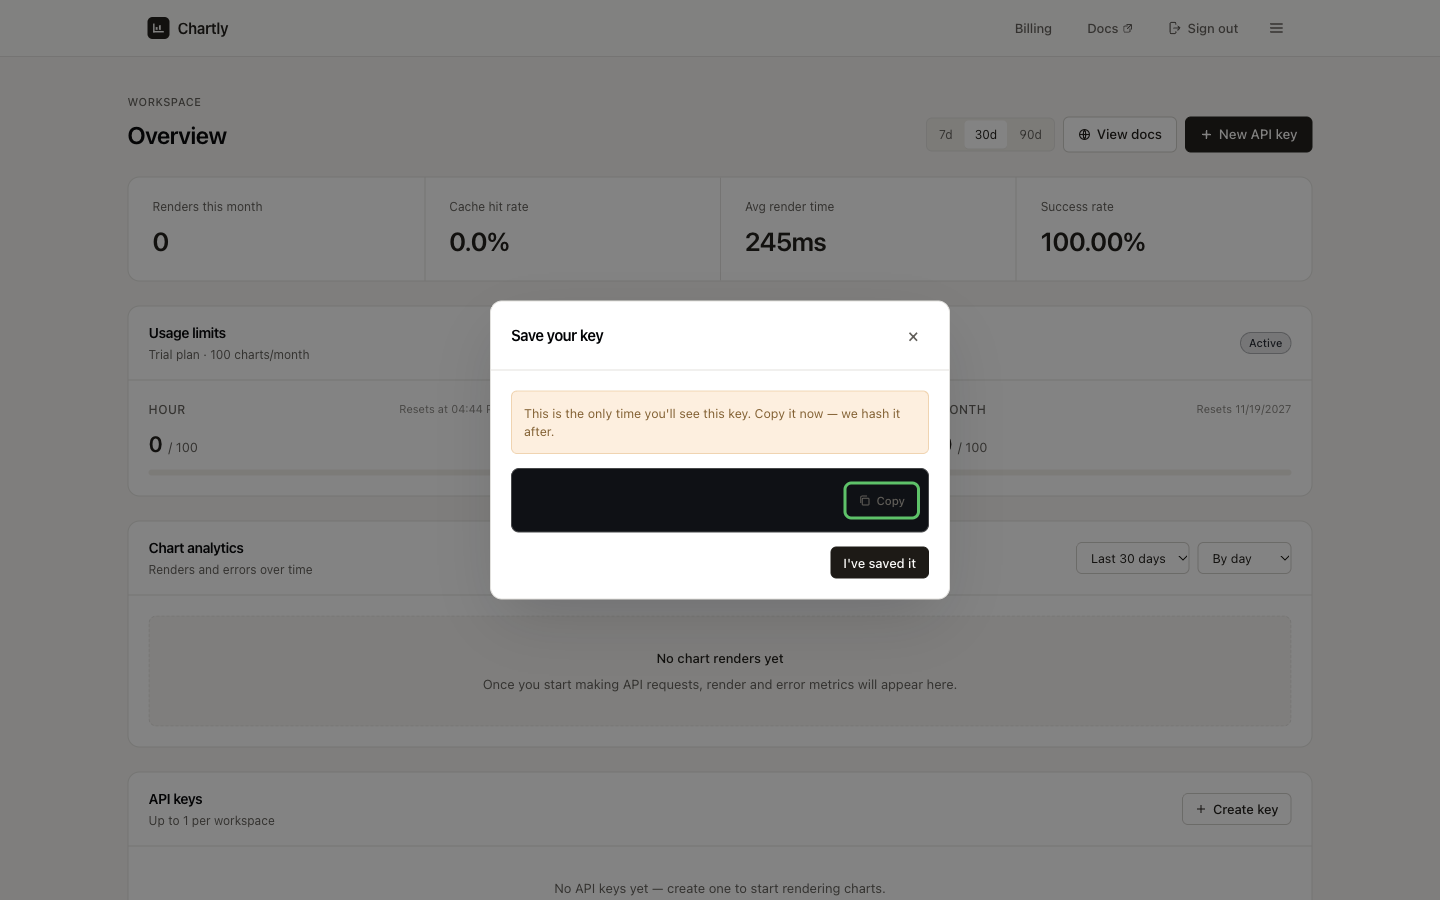 Chartly
Billing
Docs
Sign out
WORKSPACE
Overview
7d
30d
90d
View docs
New API key
Renders this month
0
Cache hit rate
0.0%
Avg render time
245ms
Success rate
100.00%
Usage limits
Trial plan · 100 charts/month
Active
HOUR
Resets at 04:44
0 / 100
/ 100
Resets 11/19/2027
Save your key
This is the only time you'll see this key. Copy it now — we hash it
after.
Copy
I've saved it
Chart analytics
Renders and errors over time
Last 30 days
By day
No chart renders yet
Once you start making API requests, render and error metrics will appear here.
API keys
Up to 1 per workspace
Create key
No API keys yet — create one to start rendering charts.